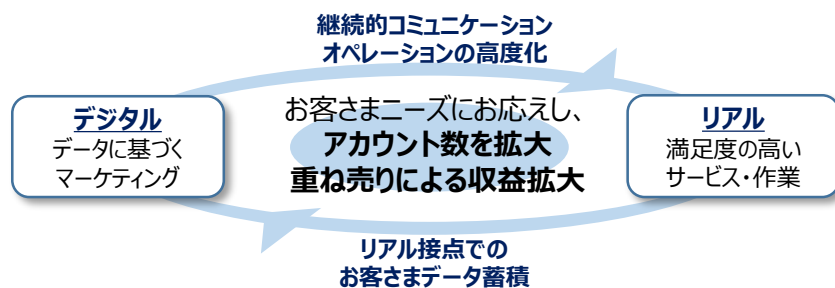 継続的コミュニケーション
オペレーションの高度化
デジタル
データに基づく
マーケティング
お客さまニーズにお応えし、
アカウント数を拡大
重ね売りによる収益拡大
リアル
満足度の高い
サービス・作業
リアル接点での
お客さまデータ蓄積